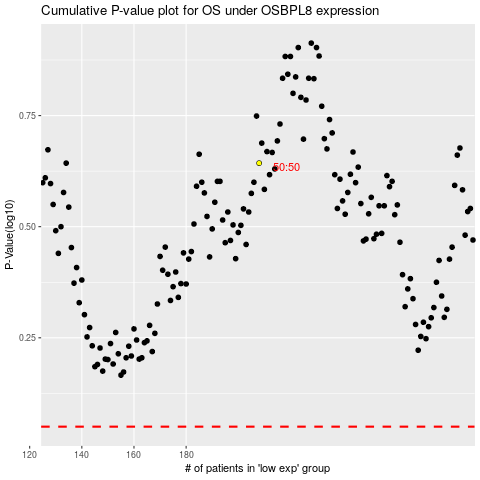 Cumulative P-value plot for OS under OSBPL8 expression
P-Value(log10)
0.75
0.50
0.25
50:50
120 140 160 180
# of patients in 'low exp' group